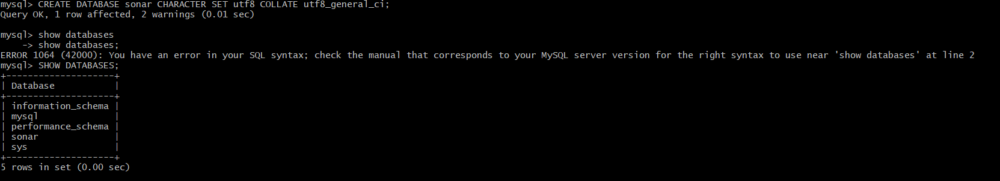 mysql> CREATE DATABASE sonar CHARACTER SET utf8 COLLATE utf8_general_ci;
Query OK, 1 row affected, 2 warnings (0.01 sec)

mysql> show databases
    -> show databases;
ERROR 1064 (42000): You have an error in your SQL syntax; check the manual that corresponds to your MySQL server version for the right syntax to use near 'show databases' at line 2
mysql> SHOW DATABASES;
+--------------------+
| Database           |
+--------------------+
| information_schema |
| mysql              |
| performance_schema |
| sonar              |
| sys                |
+--------------------+
5 rows in set (0.00 sec)